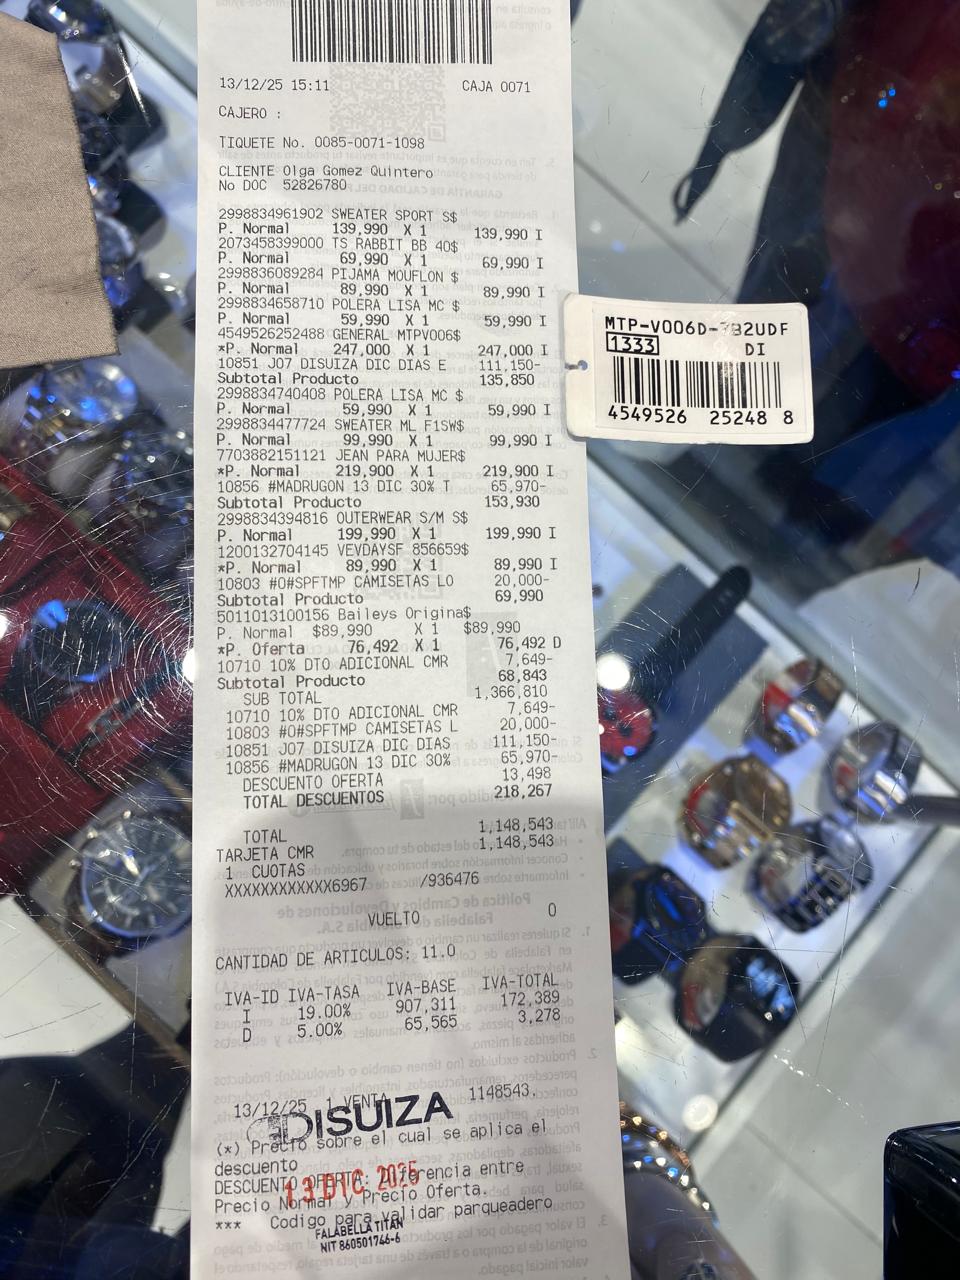 13/12/25 15:11 CAJA 0071
CAJERO :
TIQUETE No. 0085-0071-1098
CLIENTE Olga Gomez Quintero
No DOC 52826780
2998834961902 SWEATER SPORT S$
P. Normal 139,990 X 1 139,990 I
2073458399000 TS RABBIT BB 40$
P. Normal 69,990 X 1 69,990 I
2998836089284 PIJAMA MOUFLON $
P. Normal 89,990 X 1 89,990 I
2998834658710 POLERA LISA MC $
P. Normal 59,990 X 1 59,990 I
4549526252488 GENERAL MTPV006$
*P. Normal 247,000 X 1 247,000 I
10851 JO7 DISUIZA DIC DIAS E 111,150-
Subtotal Producto 135,850
2998834740408 POLERA LISA MC $
P. Normal 59,990 X 1 59,990 I
2998834477724 SWEATER ML F1SW$
P. Normal 99,990 X 1 99,990 I
7703882151121 JEAN PARA MUJER$
*P. Normal 219,900 X 1 219,900 I
10856 #MADRUGON 13 DIC 30% T 65,970-
Subtotal Producto 153,930
2998834394816 OUTERWEAR S/M S$
P. Normal 199,990 X 1 199,990 I
1200132704145 VEVDAYSF 856659$
*P. Normal 89,990 X 1 89,990 I
10803 #0#SPFTMP CAMISETAS LO 20,000-
Subtotal Producto 69,990
5011013100156 Baileys Origina$
P. Normal $89,990 X 1 $89,990
*P. Oferta 76,492 X 1 76,492 D
10710 10% DTO ADICIONAL CMR 7,649-
Subtotal Producto 68,843
SUB TOTAL 1,366,810
10710 10% DTO ADICIONAL CMR 7,649-
10803 #0#SPFTMP CAMISETAS L 20,000-
10851 JO7 DISUIZA DIC DIAS 111,150-
10856 #MADRUGON 13 DIC 30% 65,970-
DESCUENTO OFERTA 13,498
TOTAL DESCUENTOS 218,267
TOTAL 1,148,543
TARJETA CMR 1,148,543
1 CUOTAS
XXXXXXXXXXXX6967 /936476
VUELTO 0
CANTIDAD DE ARTICULOS: 11.0
IVA-ID IVA-TASA IVA-BASE IVA-TOTAL
I 19.00% 907,311 172,389
D 5.00% 65,565 3,278
13/12/25 1 VENTA 1148543.
DISUIZA
(*) Precio sobre el cual se aplica el
descuento
DESCUENTO OFERTA: Diferencia entre
Precio Normal y Precio Oferta.
13 DIC 2025
*** Codigo para validar parqueadero
FALABELLA TITAN
NIT 860501746-6
MTP-V006D-7B2UDF
1333 DI
4549526 25248 8